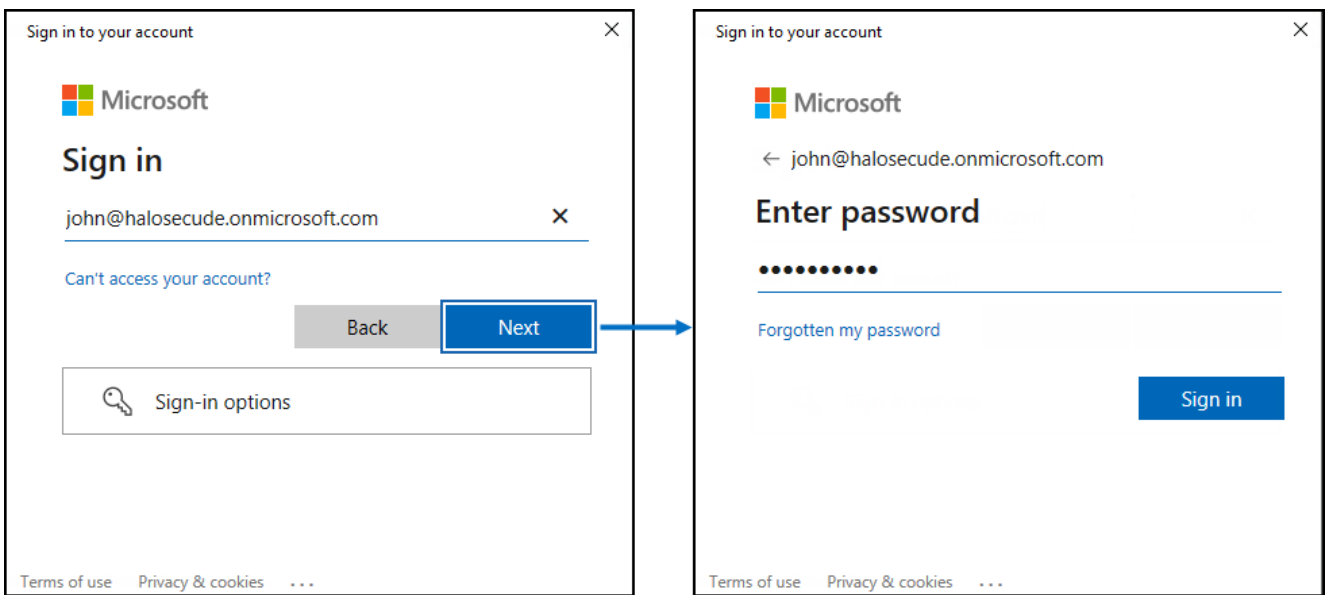 Sign in to your account
Microsoft
Sign in
john@halosecude.onmicrosoft.com
Can't access your account?
Back Next
Sign-in options
Terms of use Privacy & cookies ...
Sign in to your account
Microsoft
john@halosecude.onmicrosoft.com
Enter password
Forgotten my password
Sign in
Terms of use Privacy & cookies ...